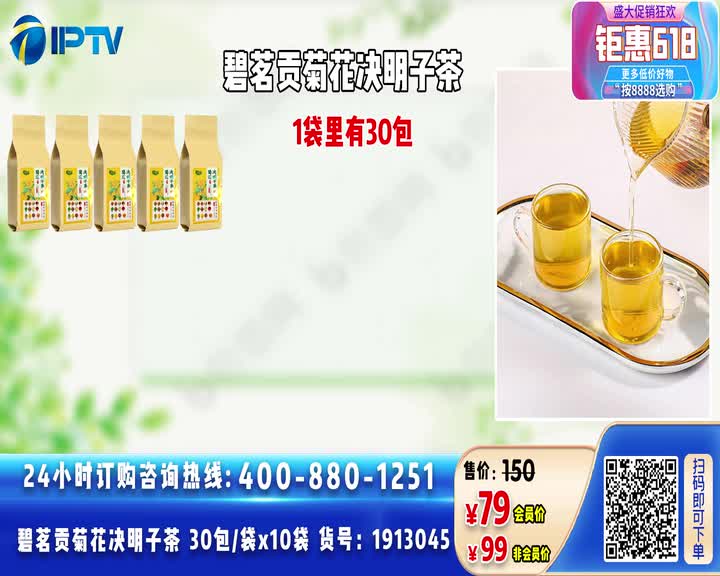 IPTV
盛大促销狂欢
钜惠618
更多低价好物
“按8888选购”
碧茗贡菊花决明子茶
1袋里有30包
24小时订购咨询热线:400-880-1251
碧茗贡菊花决明子茶 30包/袋x10袋 货号：1913045
售价：150
¥79会员价
¥99非会员价
扫码即可下单